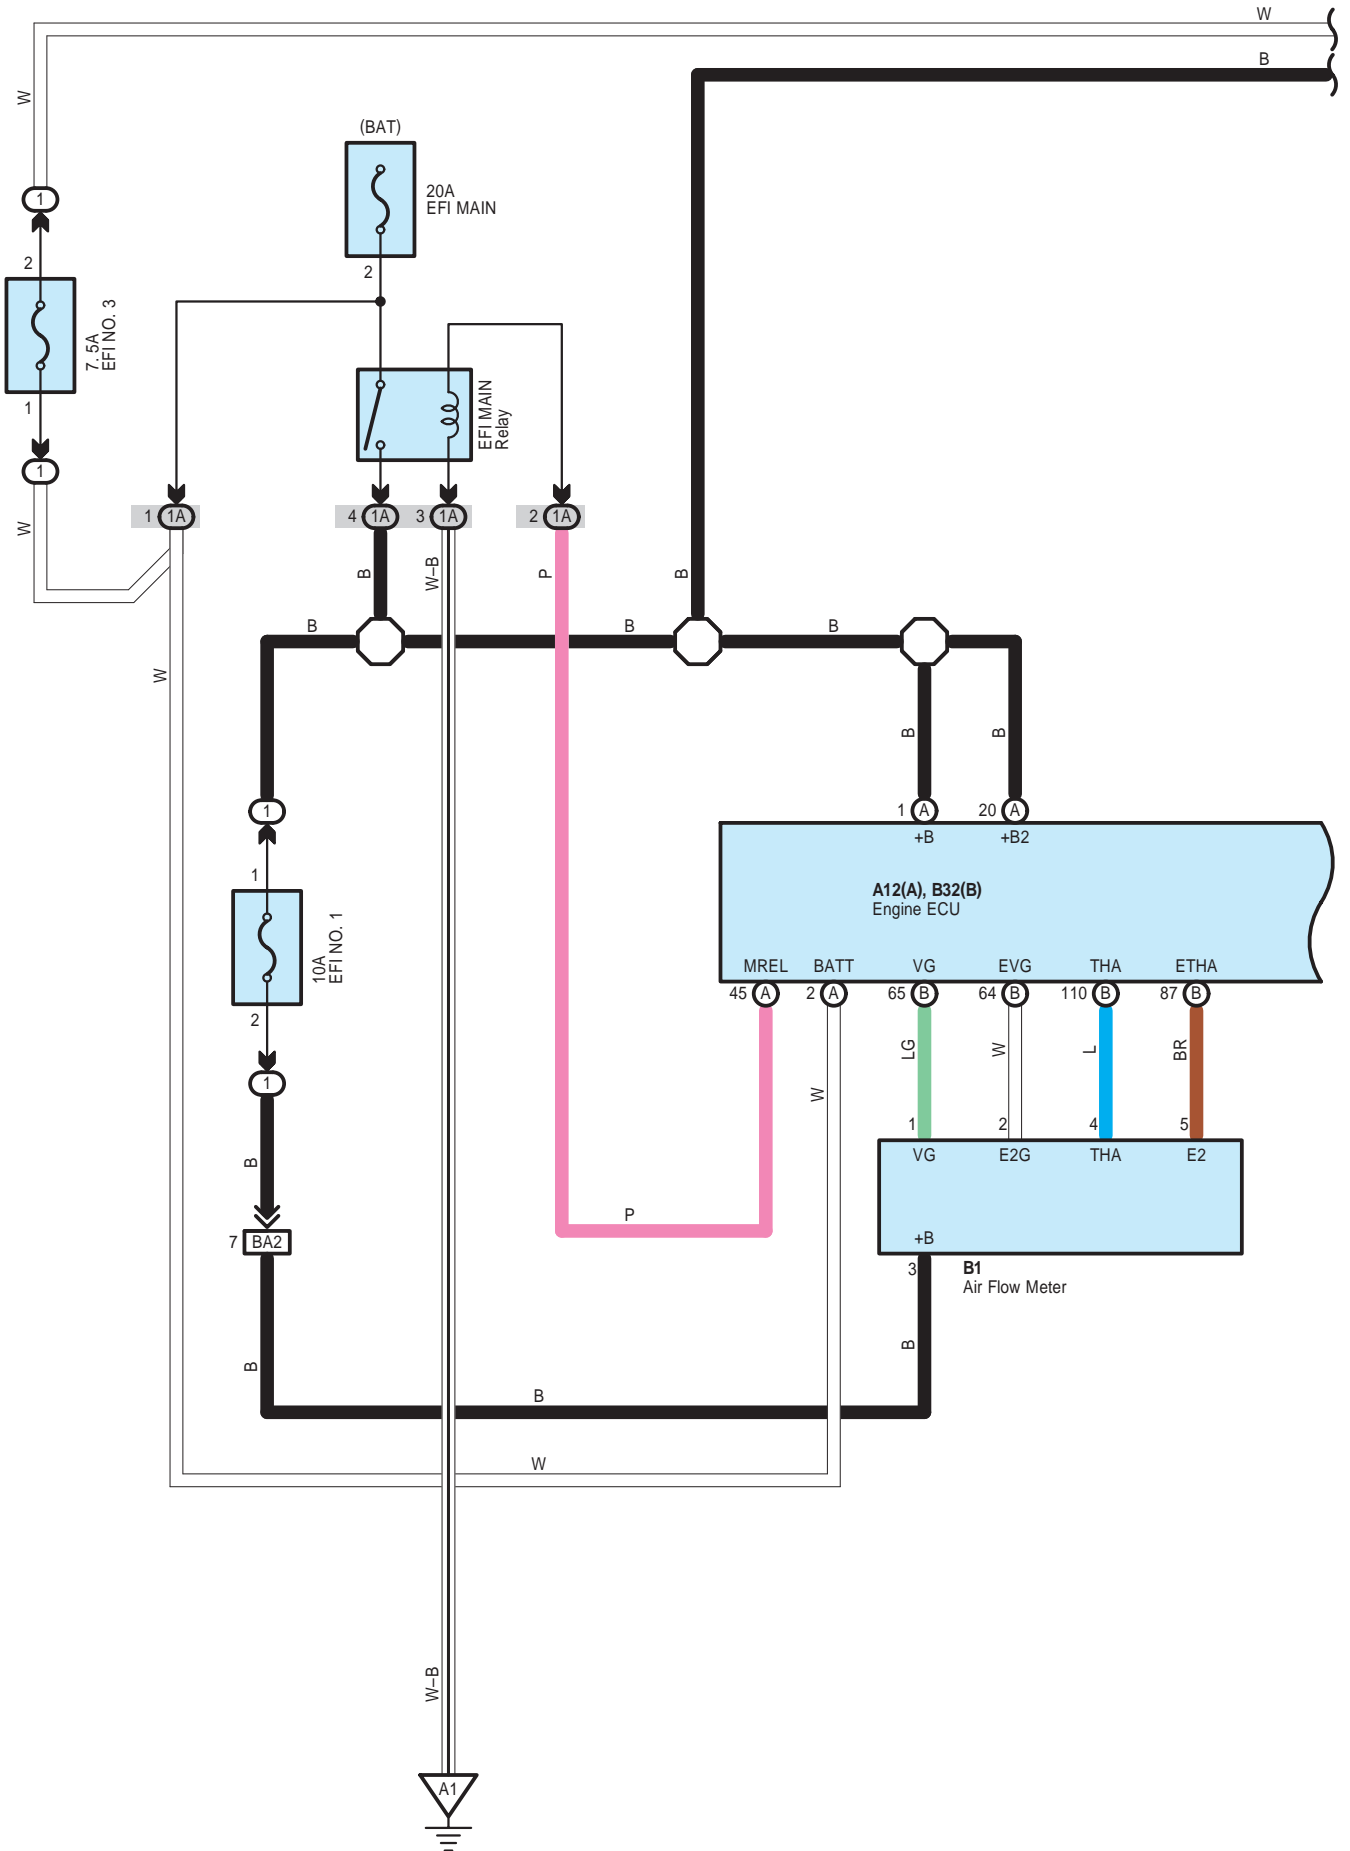 W
B
W
(BAT)
20A
EFI MAIN
1
2
2
7. 5A
EFI NO. 3
1
EFI MAIN
Relay
1
1 1A
4 1A
3 1A
2 1A
W
B
W–B
P
B
B
B
B
W
B
B
1
1 A
20 A
+B
+B2
1
A12(A), B32(B)
Engine ECU
10A
EFI NO. 1
MREL
BATT
VG
EVG
THA
ETHA
45 A
2 A
65 B
64 B
110 B
87 B
2
LG
W
L
BR
1
W
1
2
4
5
B
VG
E2G
THA
E2
P
7 BA2
+B
3
B1
Air Flow Meter
B
B
B
W
W–B
A1